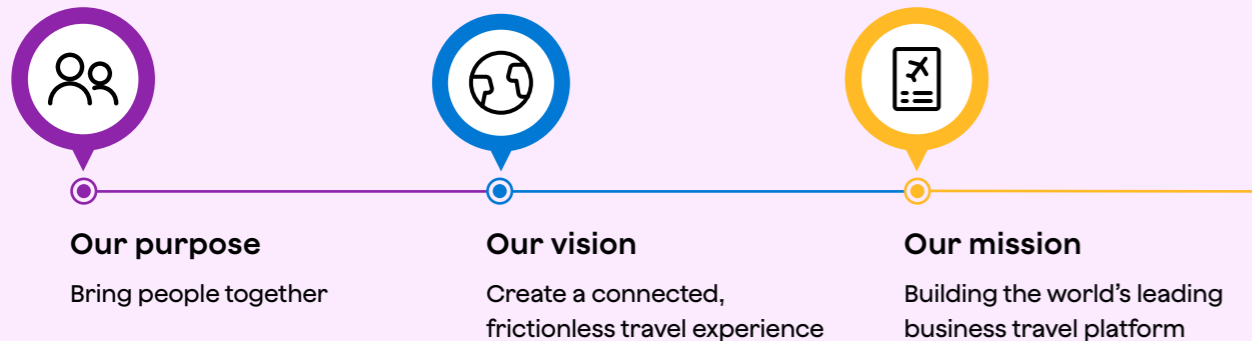 Our purpose
Bring people together
Our vision
Create a connected,
frictionless travel experience
Our mission
Building the world’s leading
business travel platform